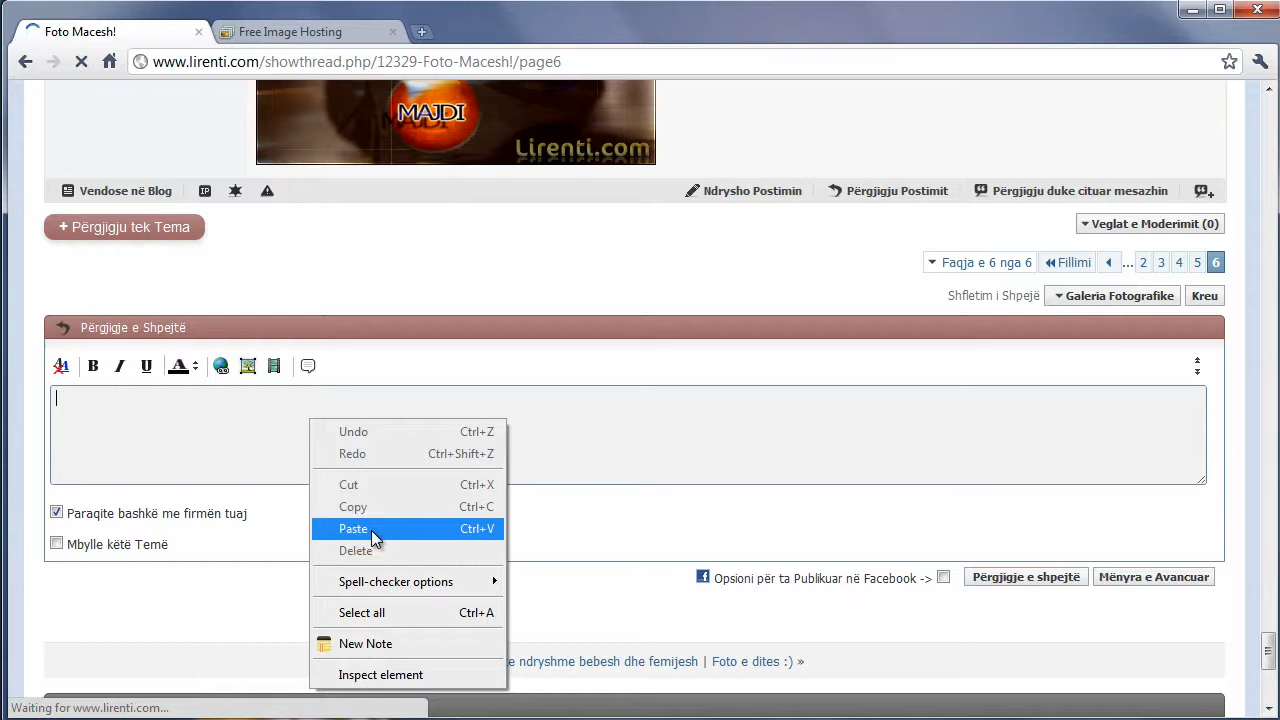 Foto Macesh!
Free Image Hosting
www.lirenti.com/showthread.php/12329-Foto-Macesh!/page6
MAJDI
Lirenti.com
Vendose në Blog
IP
Ndrysho Postimin
Përgjigju Postimit
Përgjigju duke cituar mesazhin
+ Përgjigju tek Tema
Veglat e Moderimit (0)
Faqja e 6 nga 6
Fillimi
...
2
3
4
5
6
Shfletim i Shpejë
Galeria Fotografike
Kreu
Përgjigje e Shpejtë
B
I
U
A
Undo Ctrl+Z
Redo Ctrl+Shift+Z
Cut Ctrl+X
Copy Ctrl+C
Paste Ctrl+V
Delete
Spell-checker options
Select all Ctrl+A
New Note
Inspect element
Paraqite bashkë me firmën tuaj
Mbylle këtë Temë
Opsioni për ta Publikuar në Facebook ->
Përgjigje e shpejtë
Mënyra e Avancuar
e ndryshme bebesh dhe femijesh | Foto e dites :) »
Waiting for www.lirenti.com...